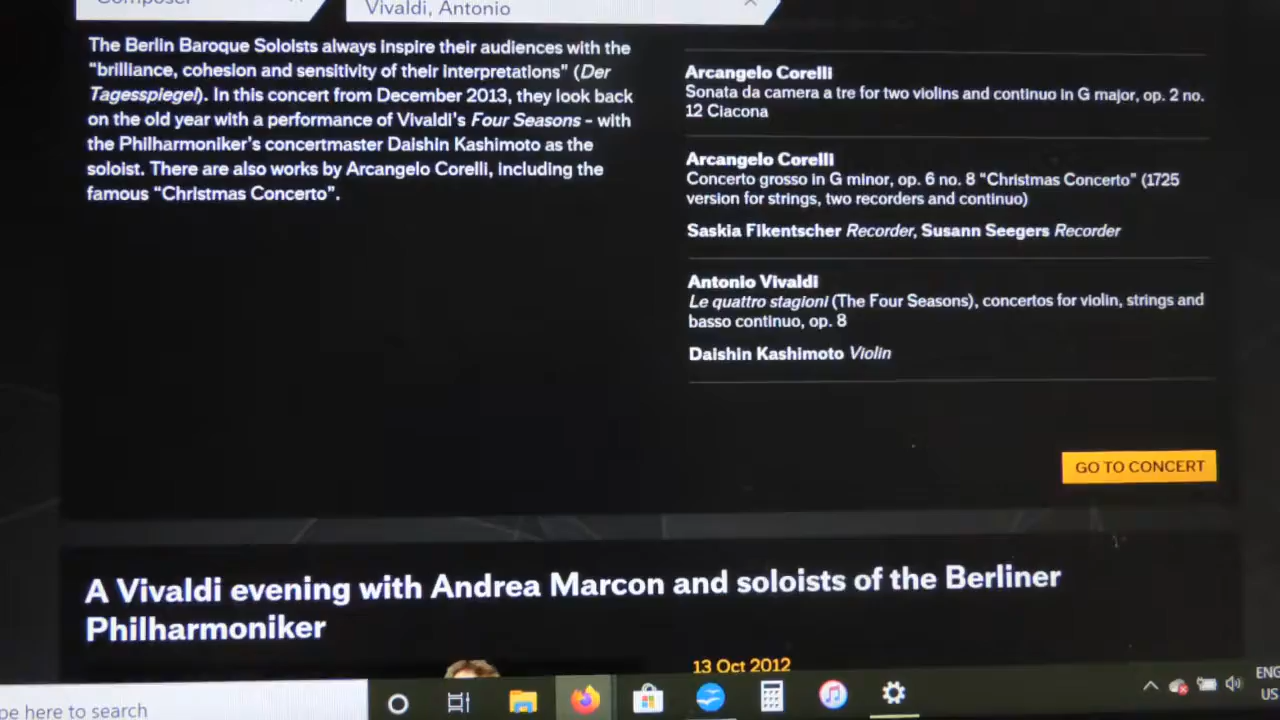 Composer
Vivaldi, Antonio
The Berlin Baroque Soloists always inspire their audiences with the
“brilliance, cohesion and sensitivity of their interpretations” (Der
Tagesspiegel). In this concert from December 2013, they look back
on the old year with a performance of Vivaldi’s Four Seasons – with
the Philharmoniker’s concertmaster Daishin Kashimoto as the
soloist. There are also works by Arcangelo Corelli, including the
famous “Christmas Concerto”.
Arcangelo Corelli
Sonata da camera a tre for two violins and continuo in G major, op. 2 no.
12 Ciacona
Arcangelo Corelli
Concerto grosso in G minor, op. 6 no. 8 “Christmas Concerto” (1725
version for strings, two recorders and continuo)
Saskia Fikentscher Recorder, Susann Seegers Recorder
Antonio Vivaldi
Le quattro stagioni (The Four Seasons), concertos for violin, strings and
basso continuo, op. 8
Daishin Kashimoto Violin
GO TO CONCERT
A Vivaldi evening with Andrea Marcon and soloists of the Berliner
Philharmoniker
13 Oct 2012
pe here to search
ENG
US